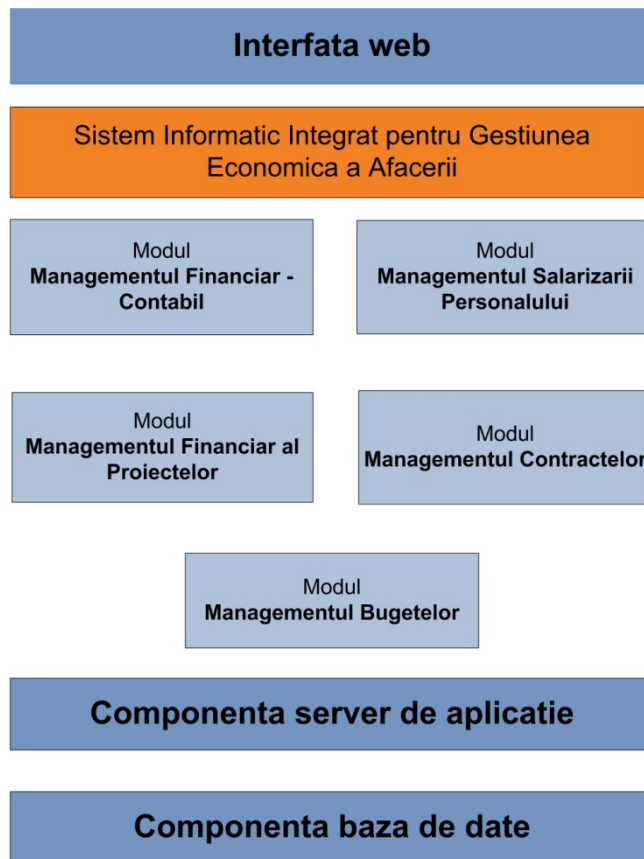 Interfata web
Sistem Informatic Integrat pentru Gestiunea
Economica a Afacerii
Modul
Managementul Financiar -
Contabil
Modul
Managementul Salarizarii
Personalului
Modul
Managementul Financiar al
Proiectelor
Modul
Managementul Contractelor
Modul
Managementul Bugetelor
Componenta server de aplicatie
Componenta baza de date